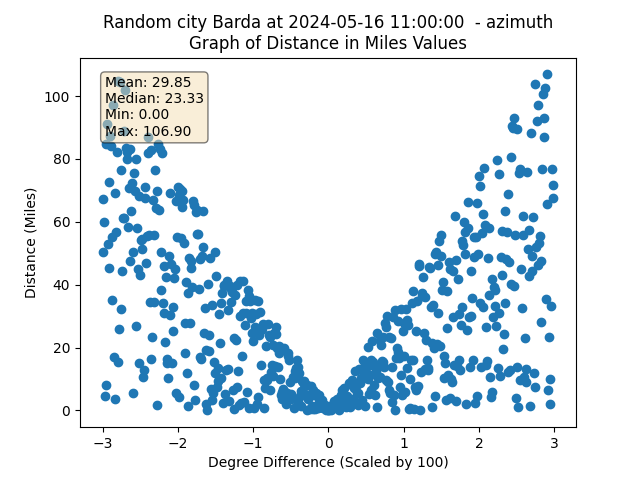 Random city Barda at 2024-05-16 11:00:00  - azimuth
Graph of Distance in Miles Values
Mean: 29.85
Median: 23.33
Min: 0.00
Max: 106.90
Distance (Miles)
100
80
60
40
20
0
−3 −2 −1 0 1 2 3
Degree Difference (Scaled by 100)